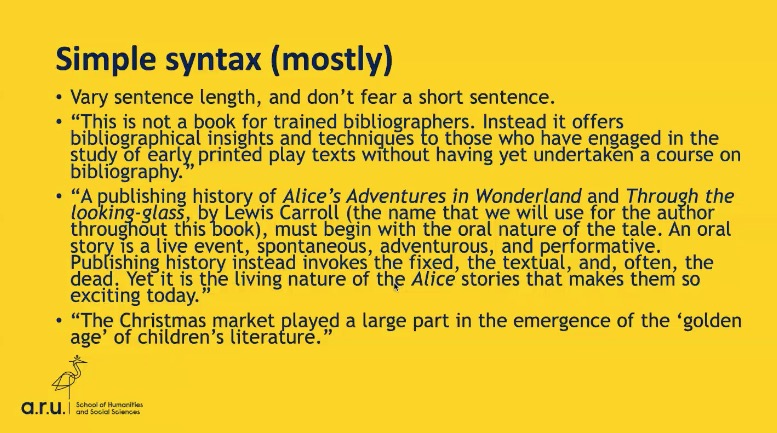 Simple syntax (mostly)
• Vary sentence length, and don't fear a short sentence.
• “This is not a book for trained bibliographers. Instead it offers
bibliographical insights and techniques to those who have engaged in the
study of early printed play texts without having yet undertaken a course on
bibliography.”
• “A publishing history of Alice's Adventures in Wonderland and Through the
looking-glass, by Lewis Carroll (the name that we will use for the author
throughout this book), must begin with the oral nature of the tale. An oral
story is a live event, spontaneous, adventurous, and performative.
Publishing history instead invokes the fixed, the textual, and, often, the
dead. Yet it is the living nature of the Alice stories that makes them so
exciting today.”
• “The Christmas market played a large part in the emergence of the ‘golden
age’ of children's literature.”
a.r.u.
School of Humanities
and Social Sciences